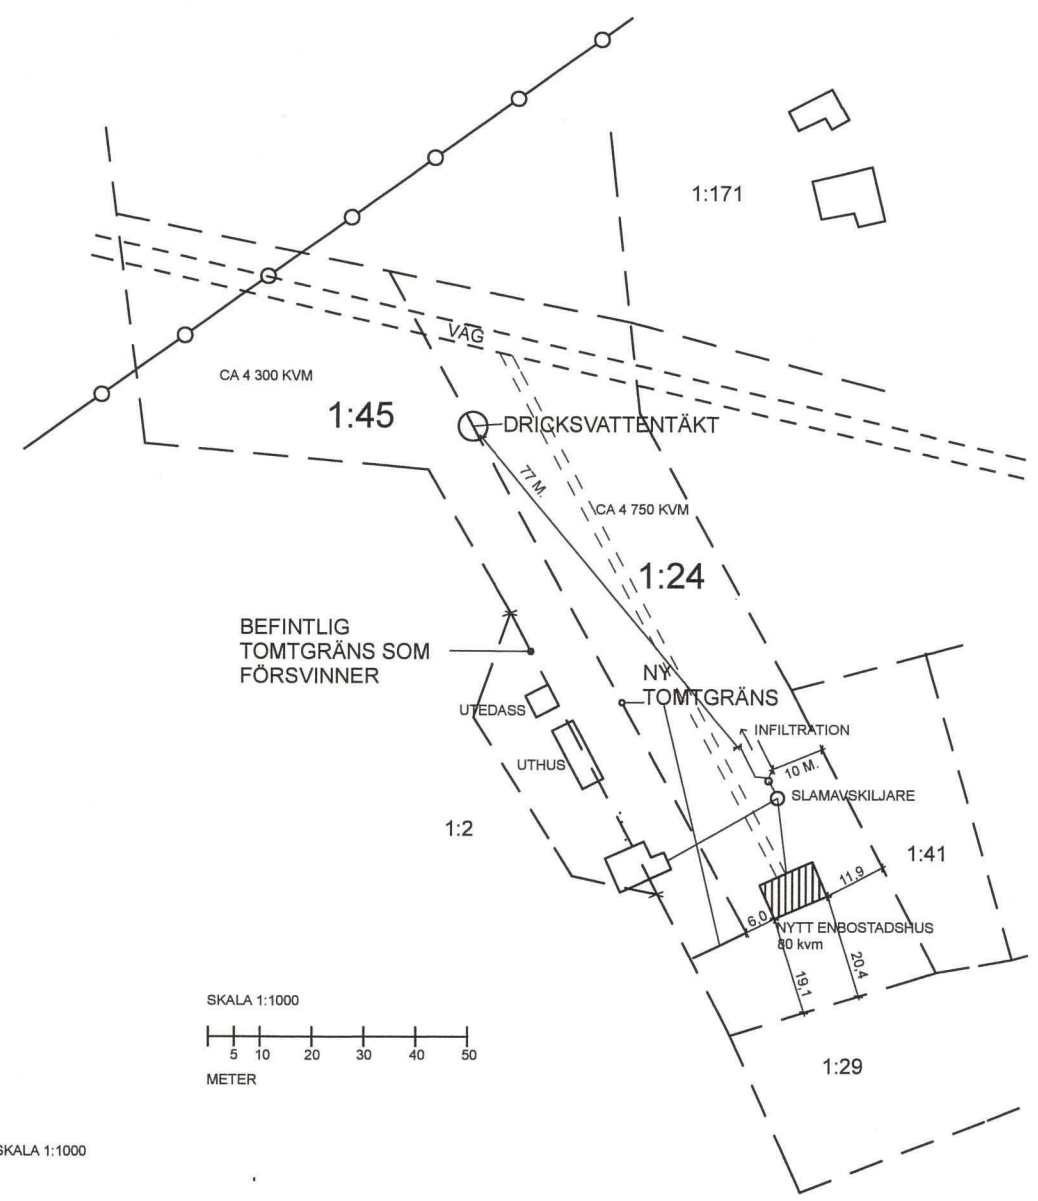 1:171
VÄG
CA 4 300 KVM
1:45
DRICKSVATTENTÄKT
77 M.
CA 4 750 KVM
1:24
BEFINTLIG
TOMTGRÄNS SOM
FÖRSVINNER
NY
TOMTGRÄNS
UTEDASS
INFILTRATION
UTHUS
10 M.
SLAMAVSKILJARE
1:2
1:41
11,9
6,0
NYTT ENBOSTADSHUS
80 kvm
19,1
20,4
SKALA 1:1000
5 10 20 30 40 50
METER
1:29
SKALA 1:1000